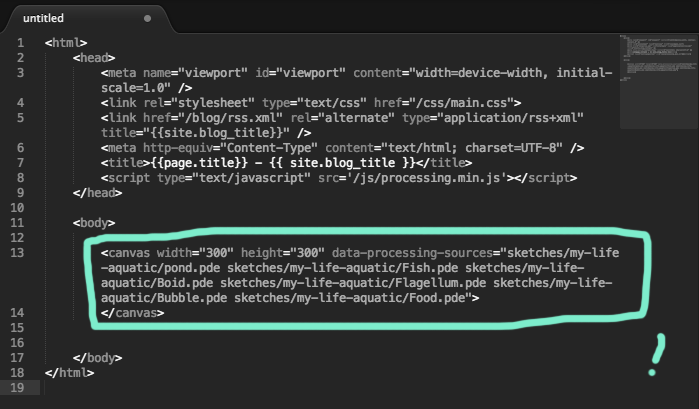 untitled
1 <html>
2 <head>
3 <meta name="viewport" id="viewport" content="width=device-width, initial-
scale=1.0" />
4 <link rel="stylesheet" type="text/css" href="/css/main.css">
5 <link href="/blog/rss.xml" rel="alternate" type="application/rss+xml"
title="{{site.blog_title}}" />
6 <meta http-equiv="Content-Type" content="text/html; charset=UTF-8" />
7 <title>{{page.title}} - {{ site.blog_title }}</title>
8 <script type="text/javascript" src='/js/processing.min.js'></script>
9 </head>
10
11 <body>
12
13 <canvas width="300" height="300" data-processing-sources="sketches/my-life
-aquatic/pond.pde sketches/my-life-aquatic/Fish.pde sketches/my-life-
aquatic/Boid.pde sketches/my-life-aquatic/Flagellum.pde sketches/my-life-
aquatic/Bubble.pde sketches/my-life-aquatic/Food.pde">
14 </canvas>
15
16
17 </body>
18 </html>
19
!